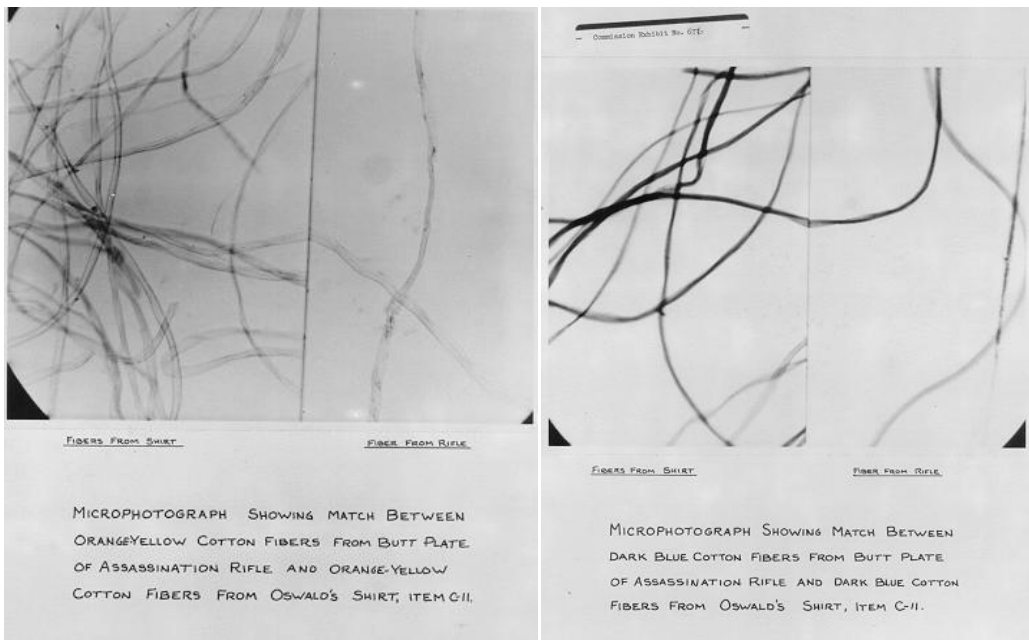 FIBERS FROM SHIRT
FIBER FROM RIFLE
MICROPHOTOGRAPH SHOWING MATCH BETWEEN
ORANGE-YELLOW COTTON FIBERS FROM BUTT PLATE
OF ASSASSINATION RIFLE AND ORANGE-YELLOW
COTTON FIBERS FROM OSWALD'S SHIRT, ITEM C-11.
Commission Exhibit No.
FIBERS FROM SHIRT
FIBER FROM RIFLE
MICROPHOTOGRAPH SHOWING MATCH BETWEEN
DARK BLUE COTTON FIBERS FROM BUTT PLATE
OF ASSASSINATION RIFLE AND DARK BLUE COTTON
FIBERS FROM OSWALD'S SHIRT, ITEM C-11.